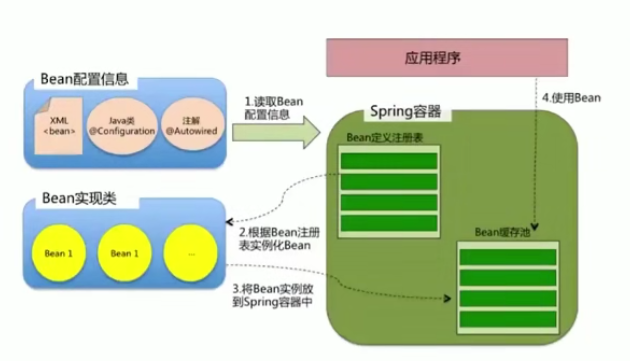 Bean配置信息
XML
<bean>
Java类
@Configuration
注解
@Autowired
1.读取Bean
配置信息
应用程序
4.使用Bean
Spring容器
Bean定义注册表
Bean实现类
Bean 1
Bean 1
...
2.根据Bean注册
表实例化Bean
Bean缓存池
3.将Bean实例放
到Spring容器中